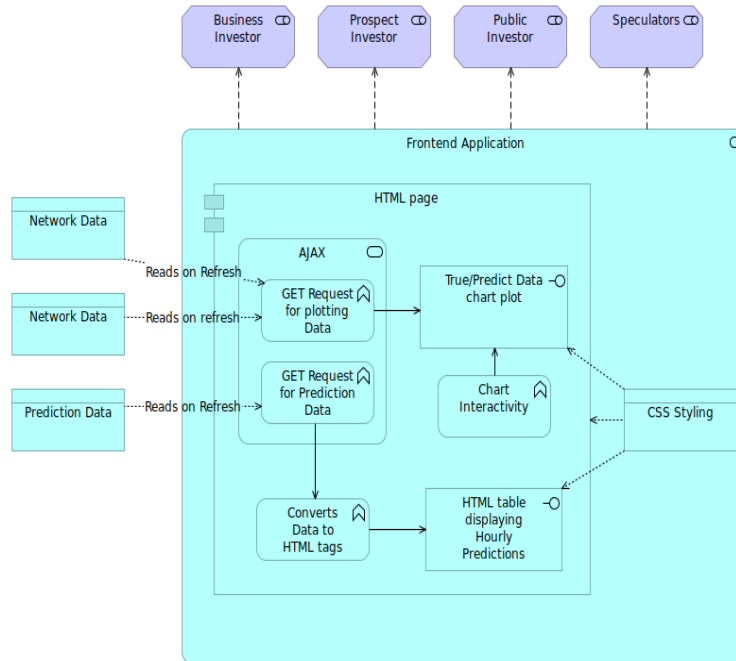 Business
Investor
Prospect
Investor
Public
Investor
Speculators
Frontend Application
HTML page
Network Data
AJAX
Reads on Refresh
GET Request
for plotting
Data
True/Predict Data
chart plot
Network Data
Reads on refresh
GET Request
for Prediction
Data
Chart
Interactivity
Prediction Data
Reads on Refresh
CSS Styling
Converts
Data to
HTML tags
HTML table
displaying
Hourly
Predictions